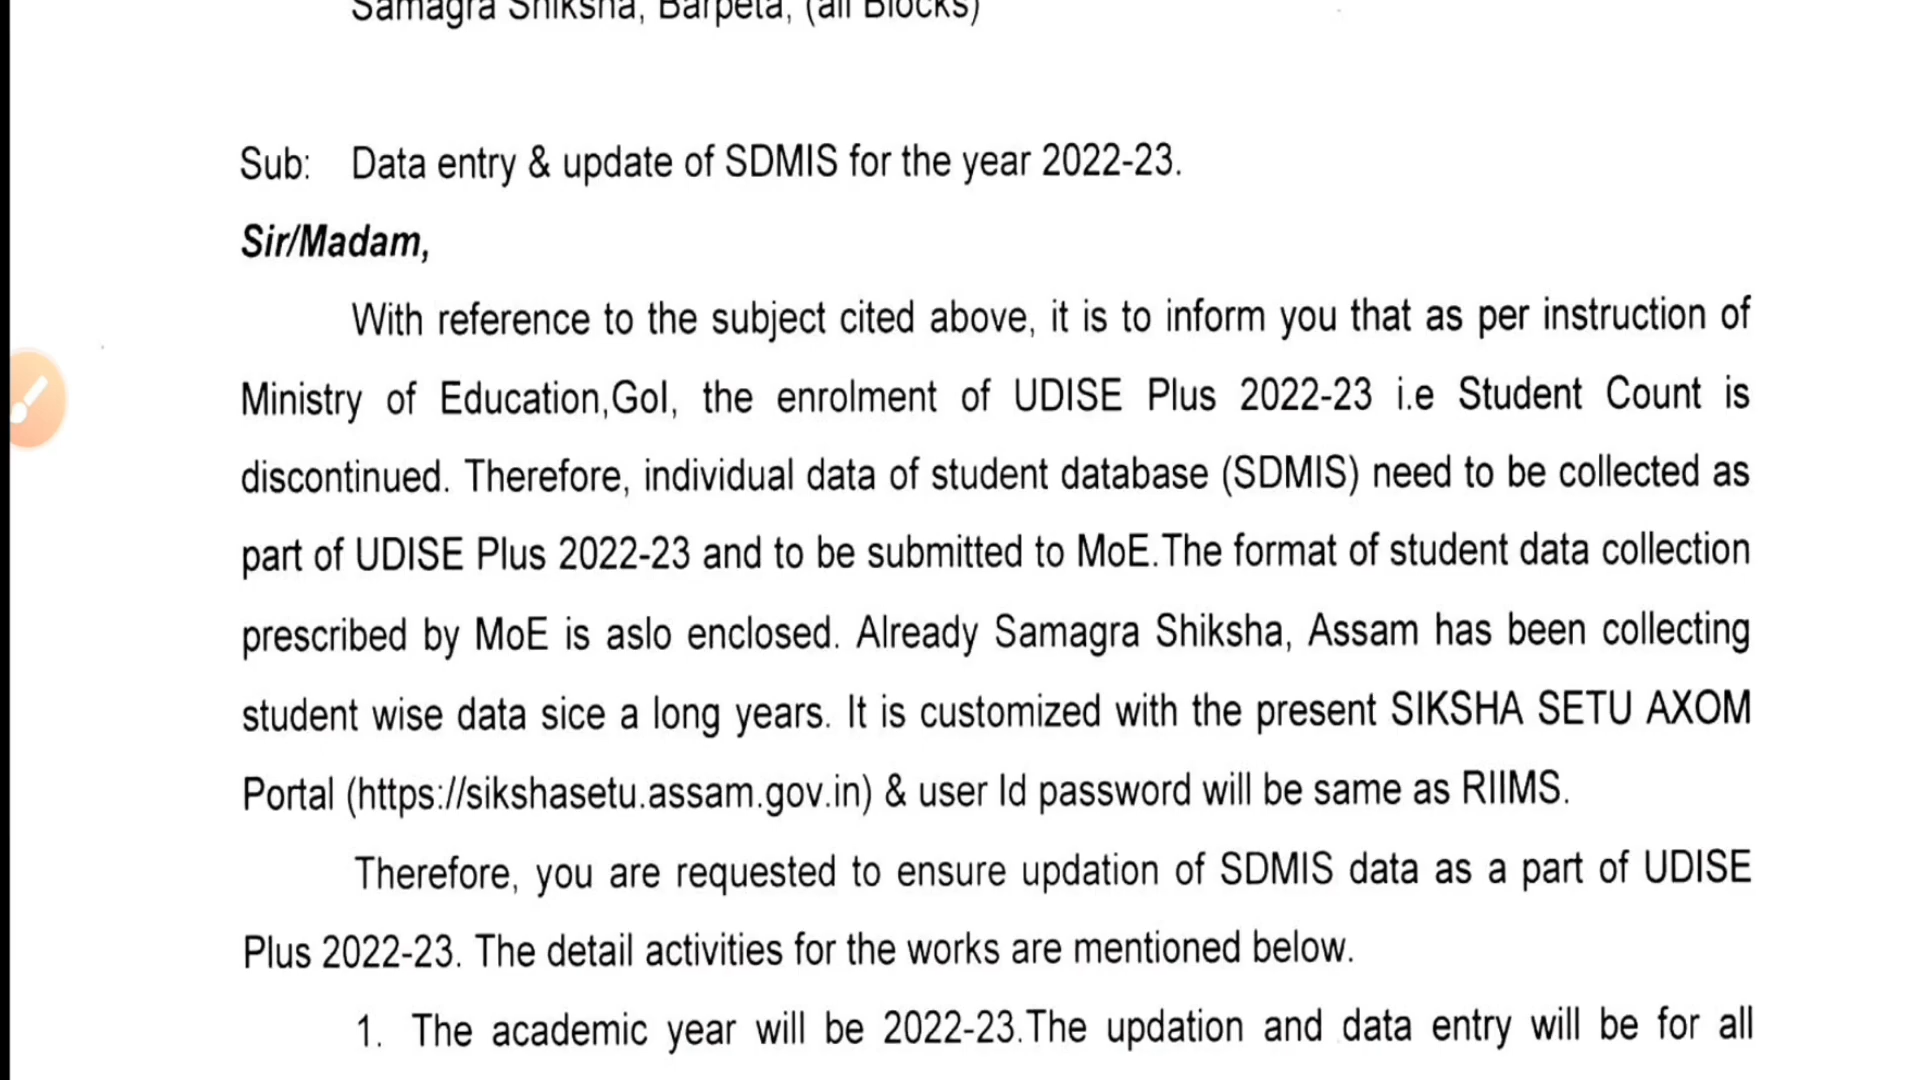 Samagra Shiksha, Barpeta, (all Blocks)
Sub: Data entry & update of SDMIS for the year 2022-23.
Sir/Madam,
With reference to the subject cited above, it is to inform you that as per instruction of
Ministry of Education,GoI, the enrolment of UDISE Plus 2022-23 i.e Student Count is
discontinued. Therefore, individual data of student database (SDMIS) need to be collected as
part of UDISE Plus 2022-23 and to be submitted to MoE.The format of student data collection
prescribed by MoE is aslo enclosed. Already Samagra Shiksha, Assam has been collecting
student wise data sice a long years. It is customized with the present SIKSHA SETU AXOM
Portal (https://sikshasetu.assam.gov.in) & user Id password will be same as RIIMS.
Therefore, you are requested to ensure updation of SDMIS data as a part of UDISE
Plus 2022-23. The detail activities for the works are mentioned below.
1. The academic year will be 2022-23.The updation and data entry will be for all